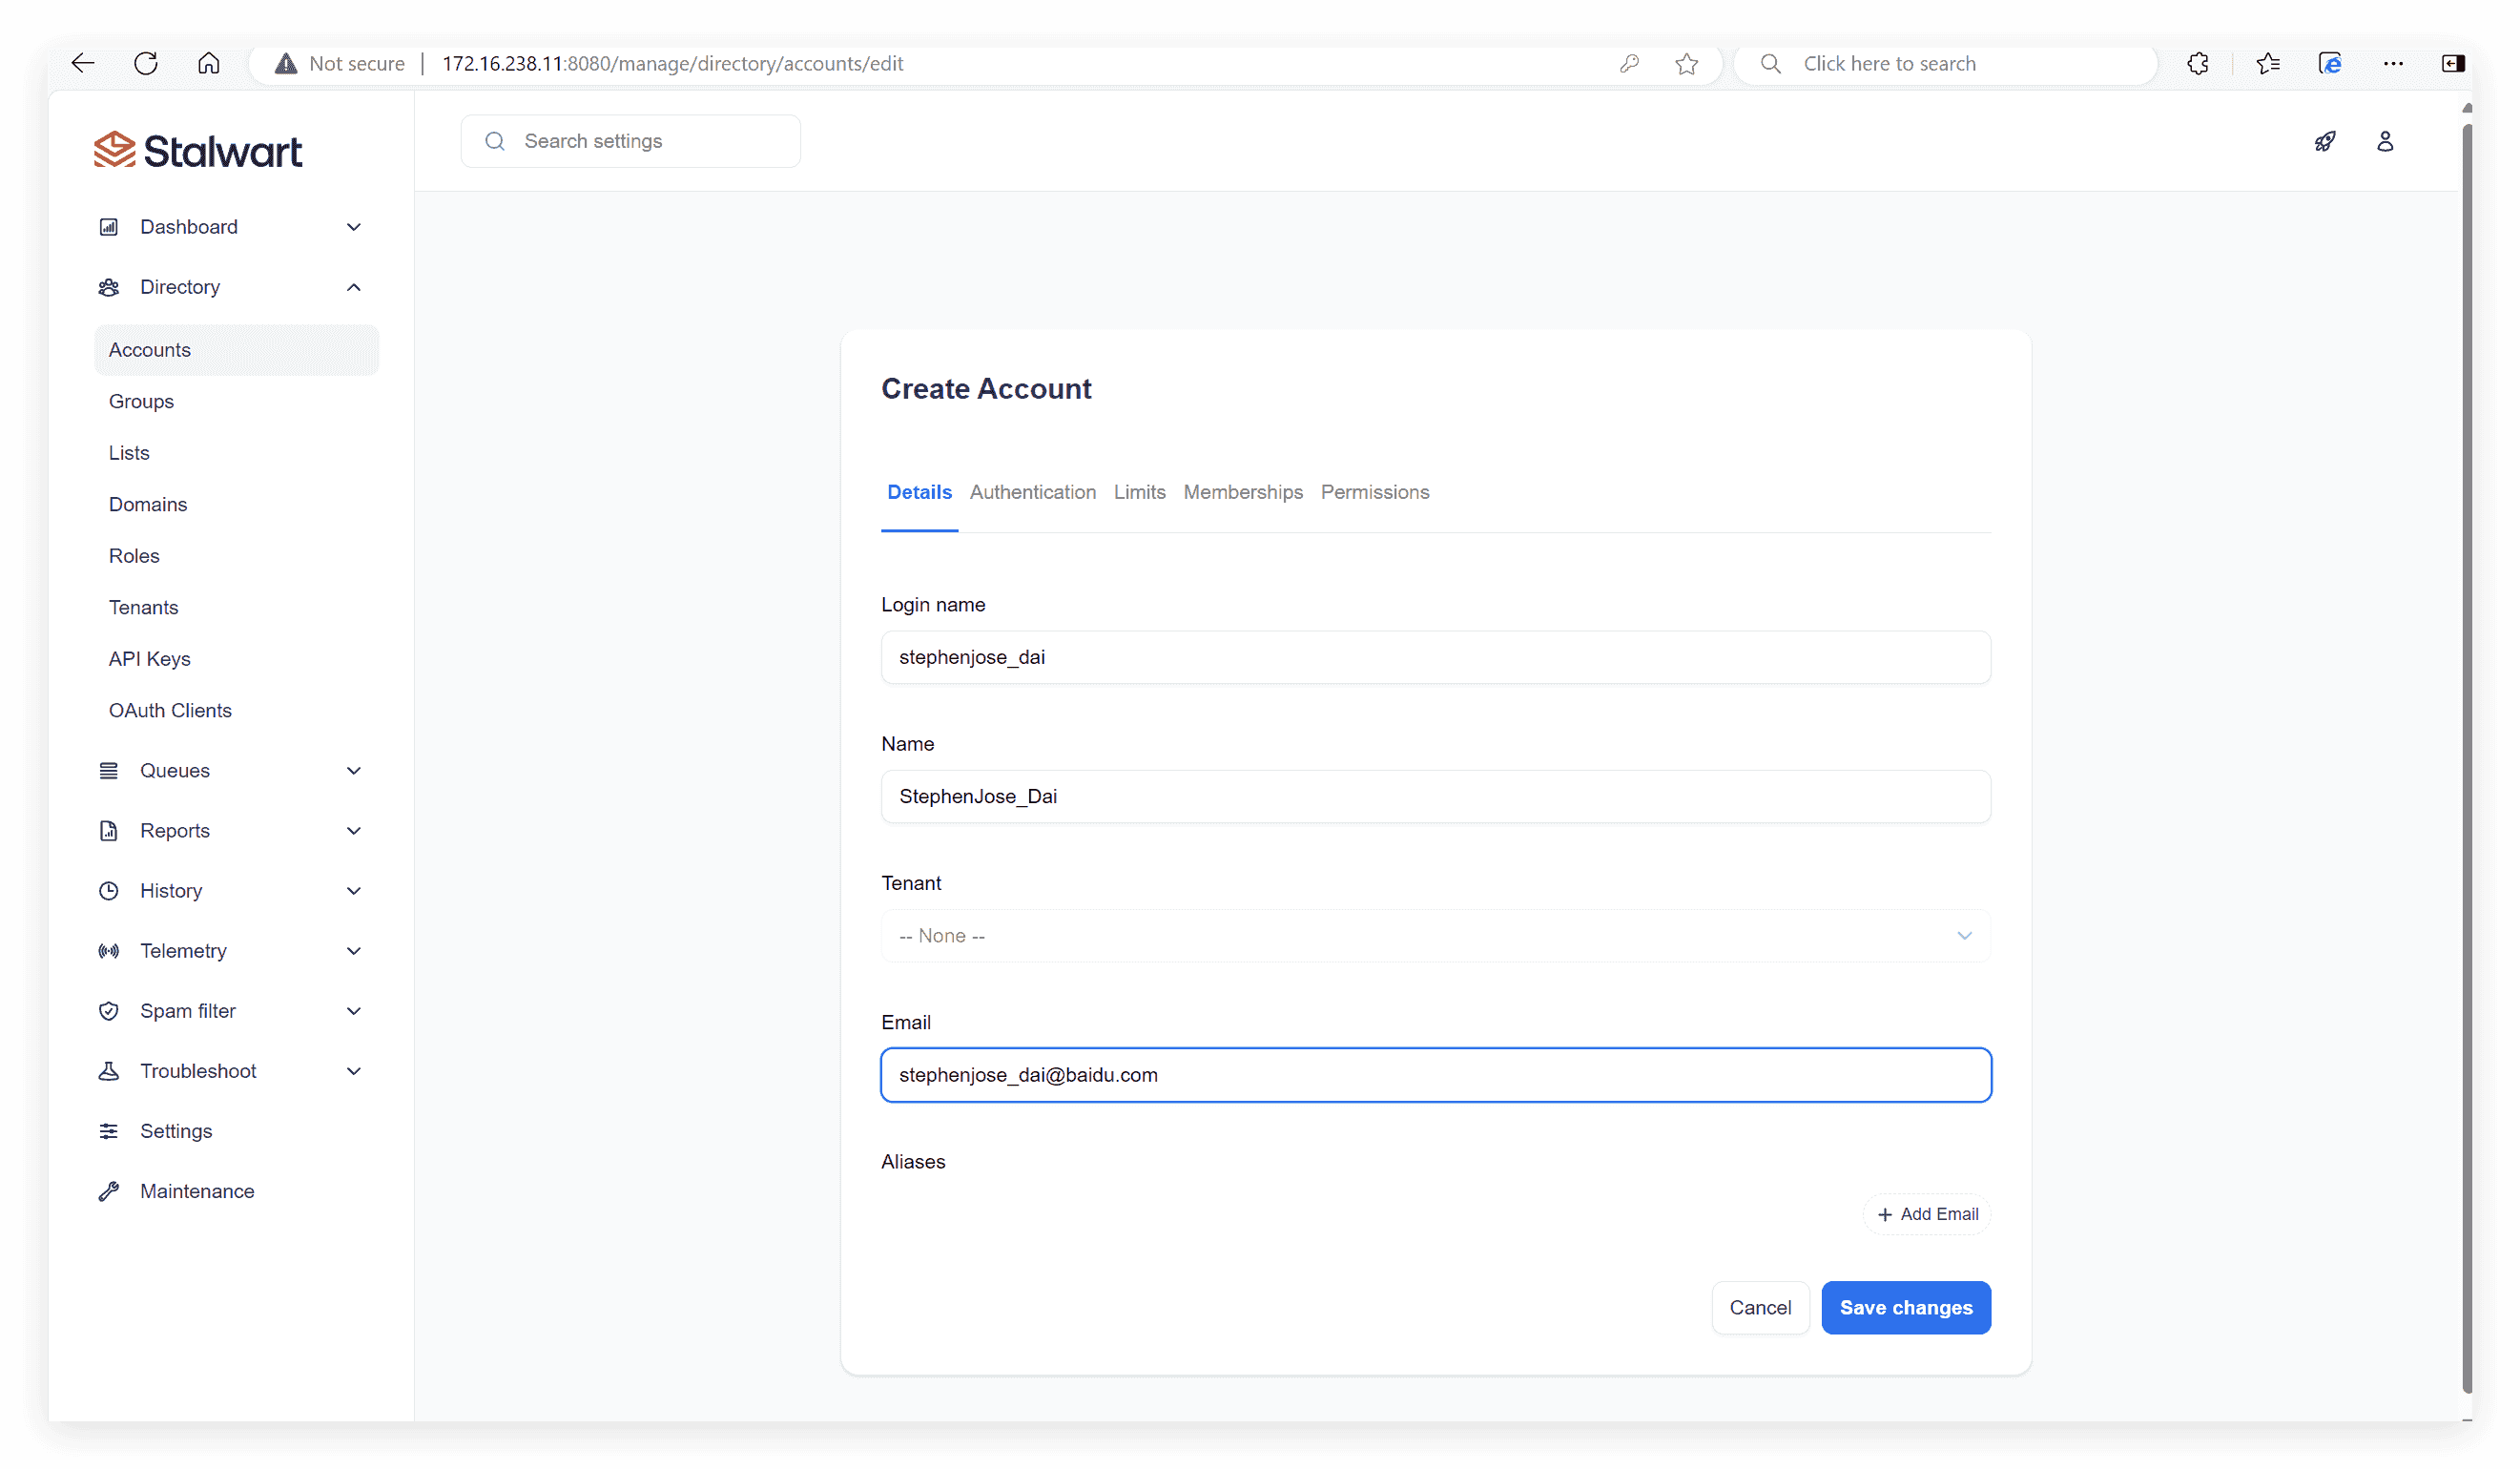 Not secure
172.16.238.11:8080/manage/directory/accounts/edit
Click here to search
Stalwart
Search settings
Dashboard
Directory
Accounts
Groups
Lists
Domains
Roles
Tenants
API Keys
OAuth Clients
Queues
Reports
History
Telemetry
Spam filter
Troubleshoot
Settings
Maintenance
Create Account
Details Authentication Limits Memberships Permissions
Login name
stephenjose_dai
Name
StephenJose_Dai
Tenant
-- None --
Email
stephenjose_dai@baidu.com
Aliases
+ Add Email
Cancel
Save changes